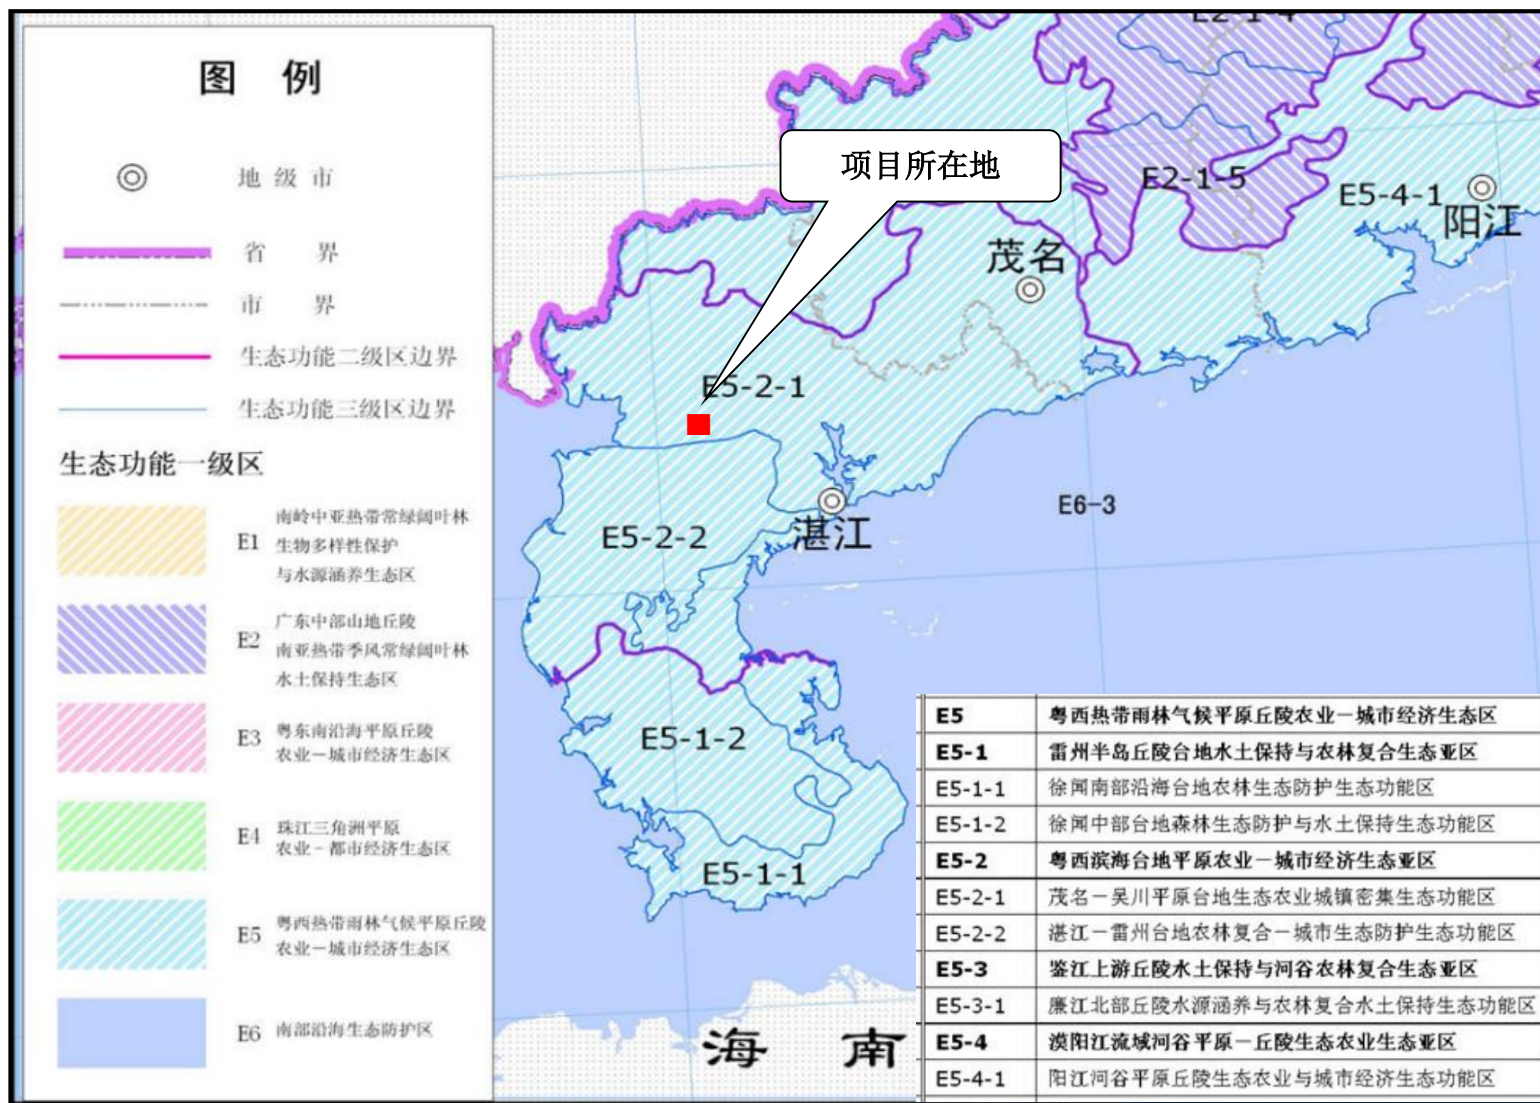 图 例
地级市
省 界
市 界
生态功能二级区边界
生态功能三级区边界
生态功能一级区
E1
南岭中亚热带常绿阔叶林
生物多样性保护
与水源涵养生态区
E2
广东中部山地丘陵
南亚热带季风常绿阔叶林
水土保持生态区
E3
粤东南沿海平原丘陵
农业－城市经济生态区
E4
珠江三角洲平原
农业－都市经济生态区
E5
粤西热带雨林气候平原丘陵
农业－城市经济生态区
E6
南部沿海生态防护区
E2-1-4
项目所在地
E2-1-5
E5-4-1
阳江
茂名
E5-2-1
E6-3
湛江
E5-2-2
E5-1-2
E5-1-1
海 南
E5 粤西热带雨林气候平原丘陵农业－城市经济生态区
E5-1 雷州半岛丘陵台地水土保持与农林复合生态亚区
E5-1-1 徐闻南部沿海台地农林生态防护生态功能区
E5-1-2 徐闻中部台地森林生态防护与水土保持生态功能区
E5-2 粤西滨海台地平原农业－城市经济生态亚区
E5-2-1 茂名－吴川平原台地生态农业城镇密集生态功能区
E5-2-2 湛江－雷州台地农林复合－城市生态防护生态功能区
E5-3 鉴江上游丘陵水土保持与河谷农林复合生态亚区
E5-3-1 廉江北部丘陵水源涵养与农林复合水土保持生态功能区
E5-4 漠阳江流域河谷平原－丘陵生态农业生态亚区
E5-4-1 阳江河谷平原丘陵生态农业与城市经济生态功能区